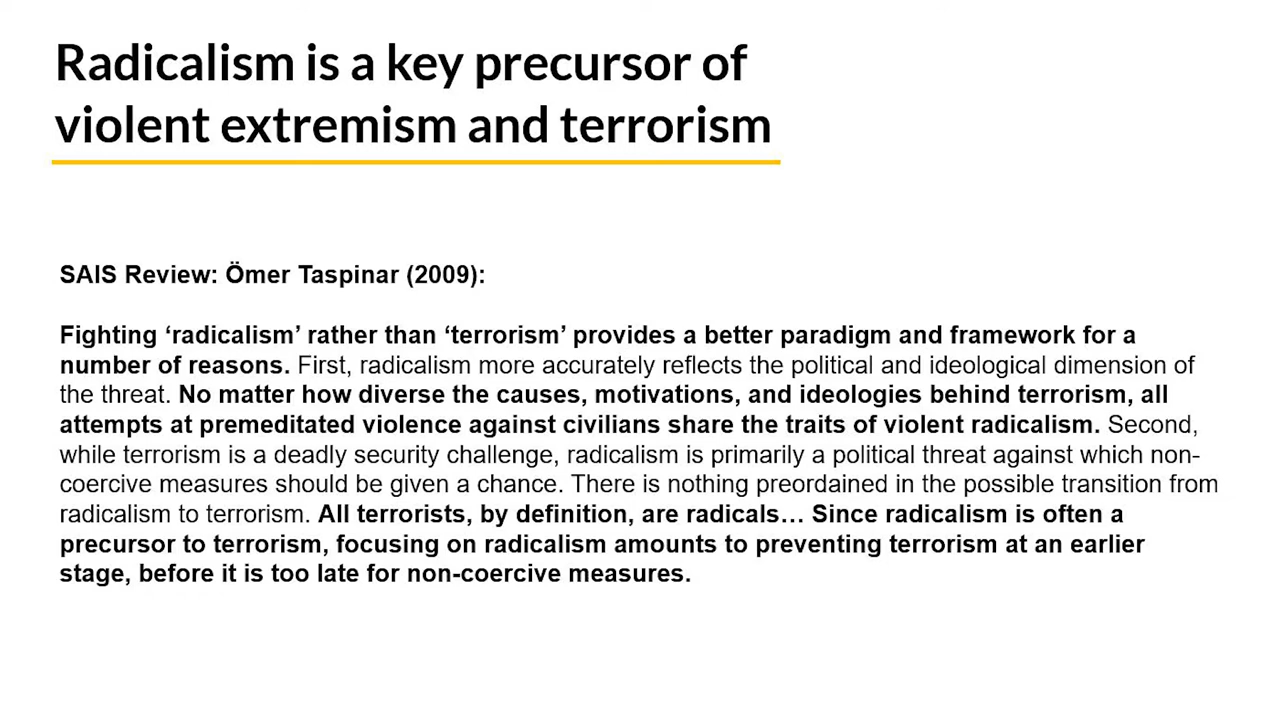 Radicalism is a key precursor of
violent extremism and terrorism
SAIS Review: Ömer Taspinar (2009):
Fighting ‘radicalism’ rather than ‘terrorism’ provides a better paradigm and framework for a
number of reasons. First, radicalism more accurately reflects the political and ideological dimension of
the threat. No matter how diverse the causes, motivations, and ideologies behind terrorism, all
attempts at premeditated violence against civilians share the traits of violent radicalism. Second,
while terrorism is a deadly security challenge, radicalism is primarily a political threat against which non-
coercive measures should be given a chance. There is nothing preordained in the possible transition from
radicalism to terrorism. All terrorists, by definition, are radicals… Since radicalism is often a
precursor to terrorism, focusing on radicalism amounts to preventing terrorism at an earlier
stage, before it is too late for non-coercive measures.